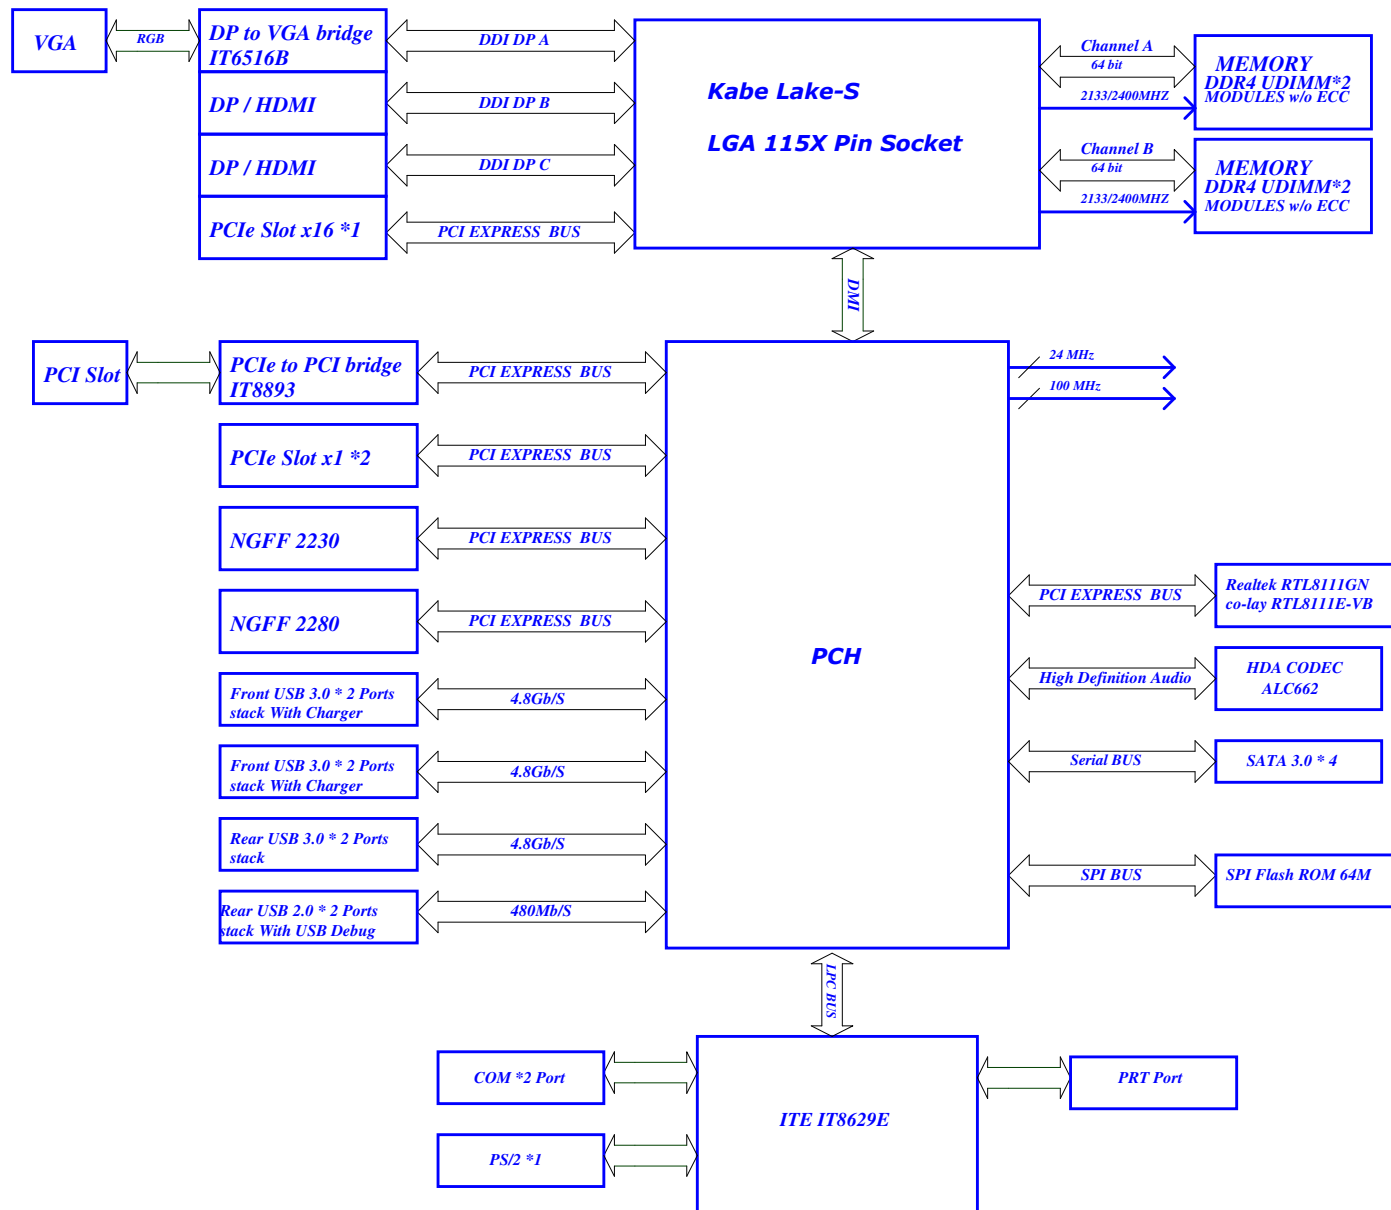 VGA
RGB
DP to VGA bridge
IT6516B
DDI DP A
DP / HDMI
DDI DP B
DP / HDMI
DDI DP C
PCIe Slot x16 *1
PCI EXPRESS BUS
Kabe Lake-S
LGA 115X Pin Socket
Channel A
64 bit
2133/2400MHZ
MEMORY
DDR4 UDIMM*2
MODULES w/o ECC
Channel B
64 bit
2133/2400MHZ
MEMORY
DDR4 UDIMM*2
MODULES w/o ECC
DMI
PCI Slot
PCIe to PCI bridge
IT8893
PCI EXPRESS BUS
PCIe Slot x1 *2
PCI EXPRESS BUS
NGFF 2230
PCI EXPRESS BUS
NGFF 2280
PCI EXPRESS BUS
Front USB 3.0 * 2 Ports
stack With Charger
4.8Gb/S
Front USB 3.0 * 2 Ports
stack With Charger
4.8Gb/S
Rear USB 3.0 * 2 Ports
stack
4.8Gb/S
Rear USB 2.0 * 2 Ports
stack With USB Debug
480Mb/S
PCH
24 MHz
100 MHz
PCI EXPRESS BUS
Realtek RTL8111GN
co-lay RTL8111E-VB
High Definition Audio
HDA CODEC
ALC662
Serial BUS
SATA 3.0 * 4
SPI BUS
SPI Flash ROM 64M
LPC BUS
COM *2 Port
PS/2 *1
ITE IT8629E
PRT Port